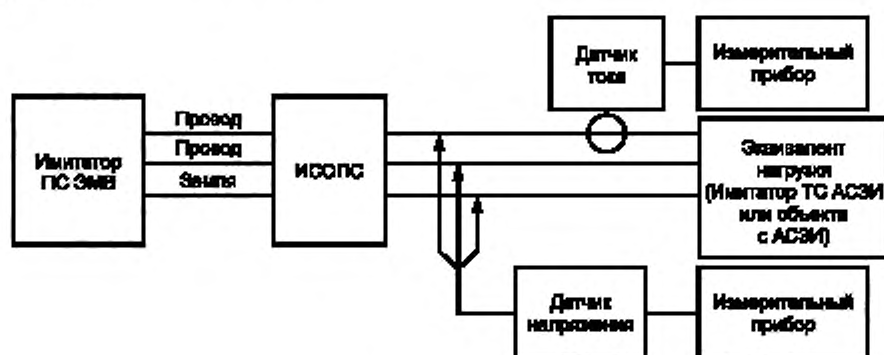 Датчик
тока
Измерительный
прибор
Имитатор
ПС ЭМВ
Провод
Провод
Земля
ИСОПС
Эквивалент
нагрузки
(Имитатор ТС АСЗИ
или объекта
с АСЗИ)
Датчик
напряжения
Измерительный
прибор